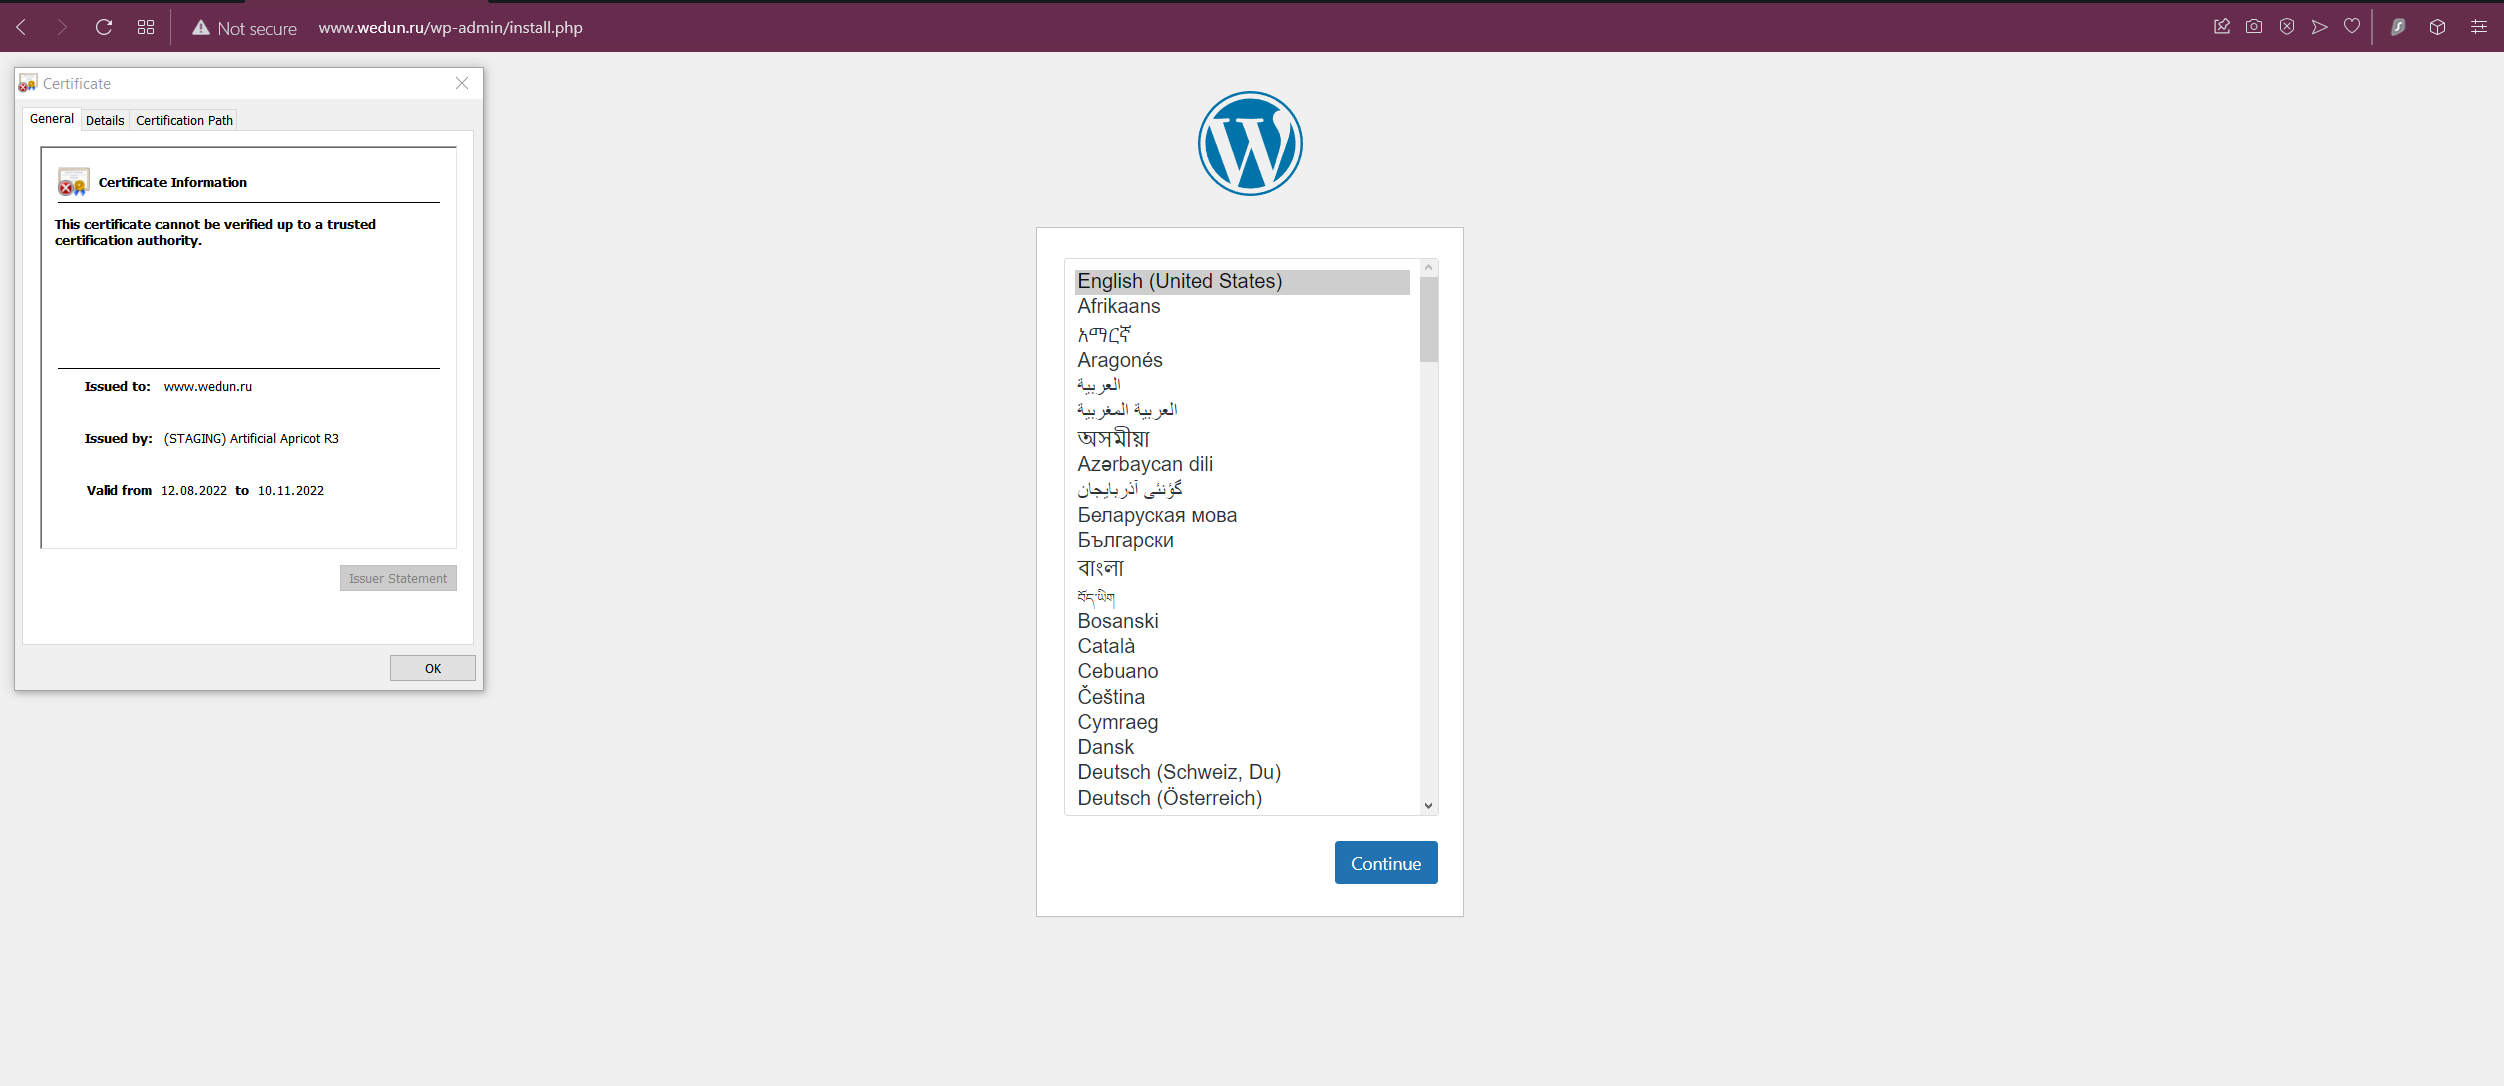 Not secure www.wedun.ru/wp-admin/install.php
Certificate
General Details Certification Path
Certificate Information
This certificate cannot be verified up to a trusted
certification authority.
Issued to: www.wedun.ru
Issued by: (STAGING) Artificial Apricot R3
Valid from 12.08.2022 to 10.11.2022
Issuer Statement
OK
English (United States)
Afrikaans
አማርኛ
Aragonés
العربية
العربية المغربية
অসমীয়া
Azərbaycan dili
گؤنئی آذربایجان
Беларуская мова
Български
বাংলা
བོད་ཡིག
Bosanski
Català
Cebuano
Čeština
Cymraeg
Dansk
Deutsch (Schweiz, Du)
Deutsch (Österreich)
Continue